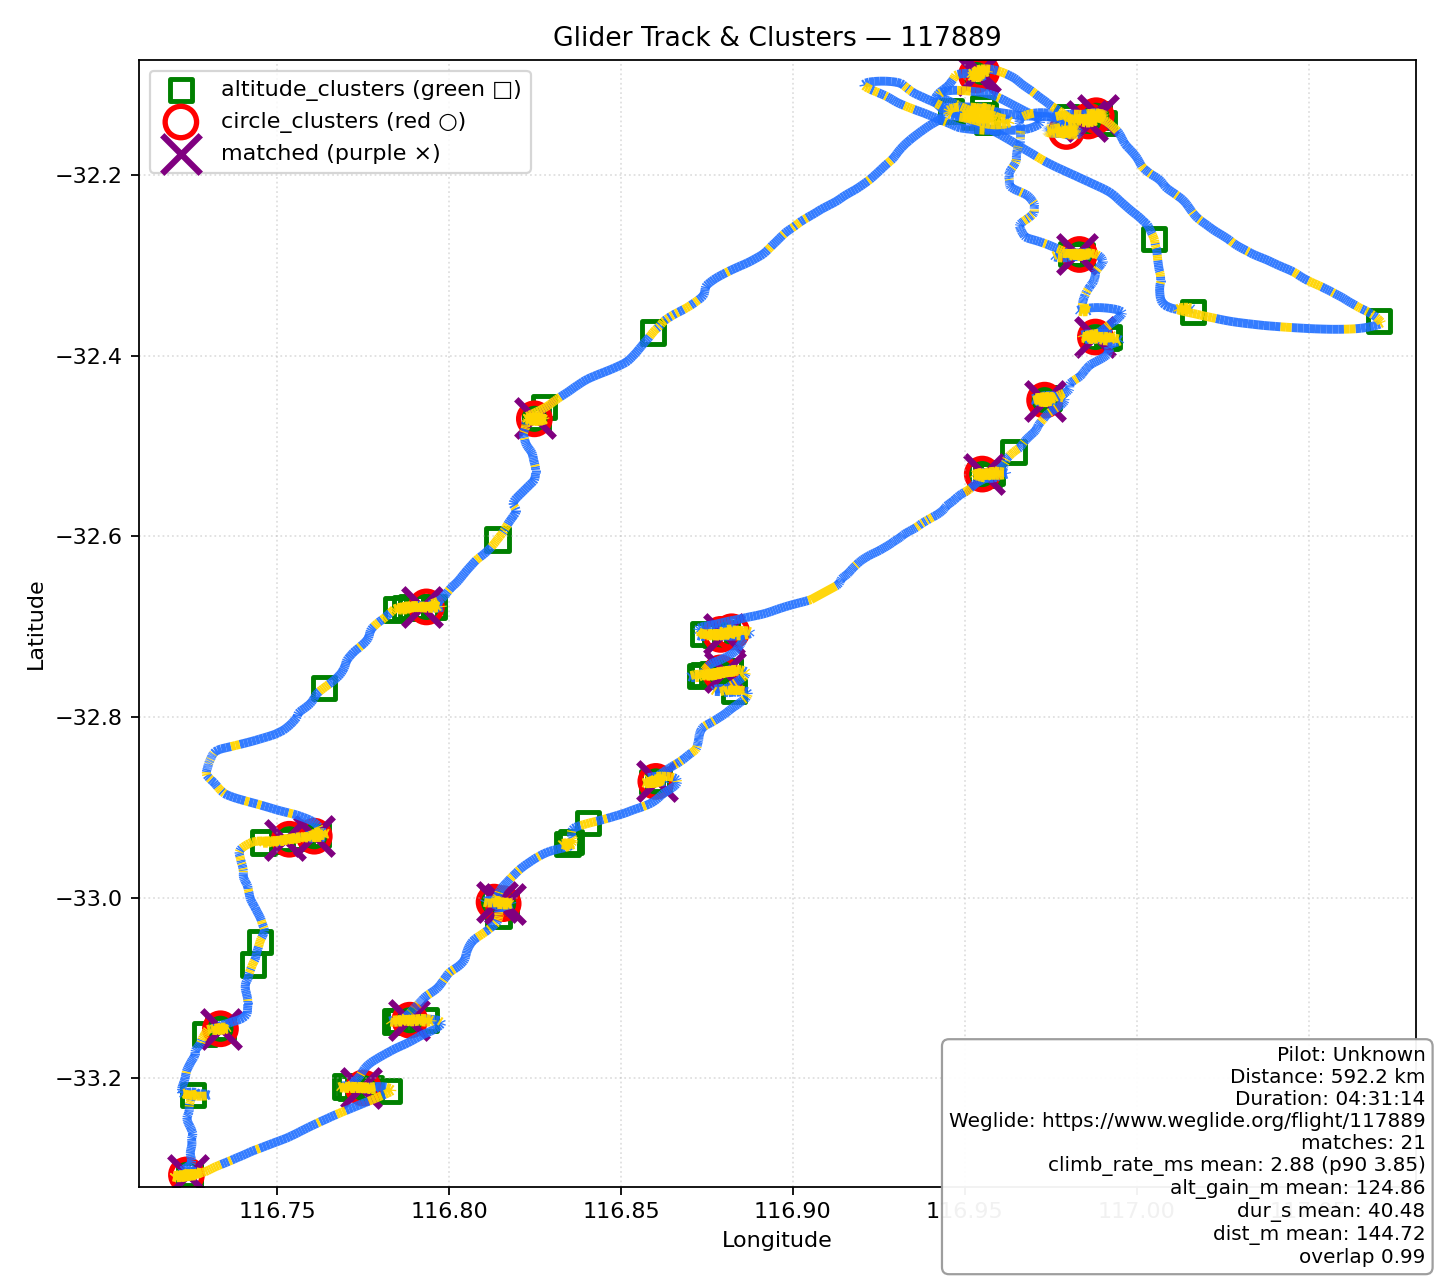 Glider Track & Clusters — 117889
altitude_clusters (green □)
circle_clusters (red ○)
matched (purple ×)
−32.2
−32.4
−32.6
−32.8
−33.0
−33.2
Latitude
116.75
116.80
116.85
116.90
116.95
117.00
Longitude
Pilot: Unknown
Distance: 592.2 km
Duration: 04:31:14
Weglide: https://www.weglide.org/flight/117889
matches: 21
climb_rate_ms mean: 2.88 (p90 3.85)
alt_gain_m mean: 124.86
dur_s mean: 40.48
dist_m mean: 144.72
overlap 0.99